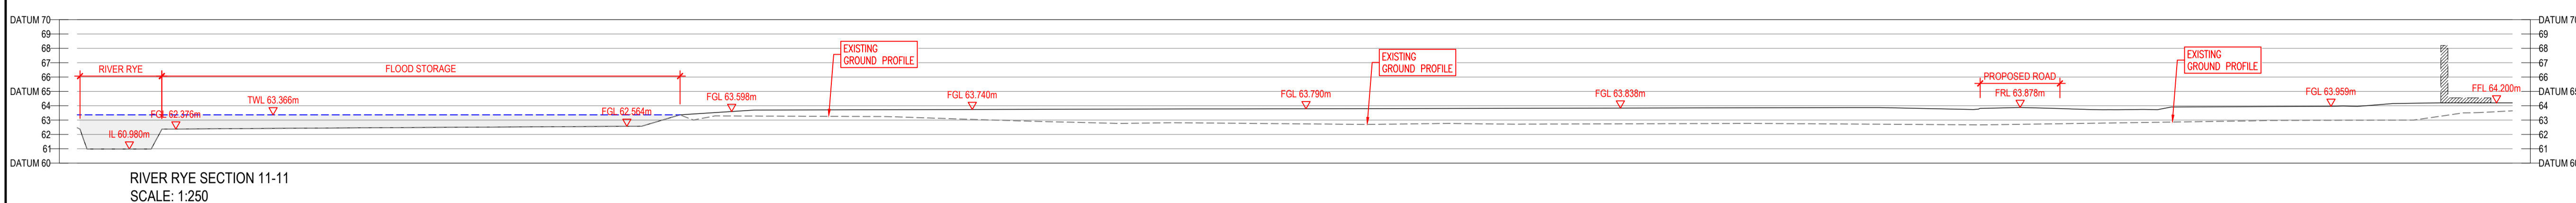 DATUM 70
69
68
67
66
DATUM 65
64
63
62
61
DATUM 60
RIVER RYE
FLOOD STORAGE
IL 60.980m
FGL 62.376m
TWL 63.366m
FGL 62.564m
FGL 63.598m
EXISTING
GROUND PROFILE
FGL 63.740m
FGL 63.790m
EXISTING
GROUND PROFILE
FGL 63.838m
PROPOSED ROAD
FRL 63.878m
EXISTING
GROUND PROFILE
FGL 63.959m
FFL 64.200m
DATUM 70
69
68
67
66
DATUM 65
64
63
62
61
DATUM 60
RIVER RYE SECTION 11-11
SCALE: 1:250